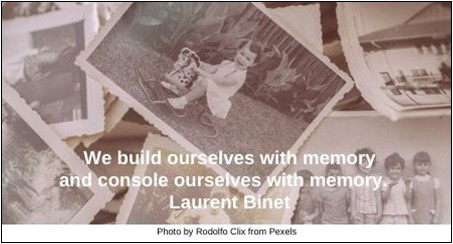 We build ourselves with memory
and console ourselves with memory.
Laurent Binet
Photo by Rodolfo Clix from Pexels